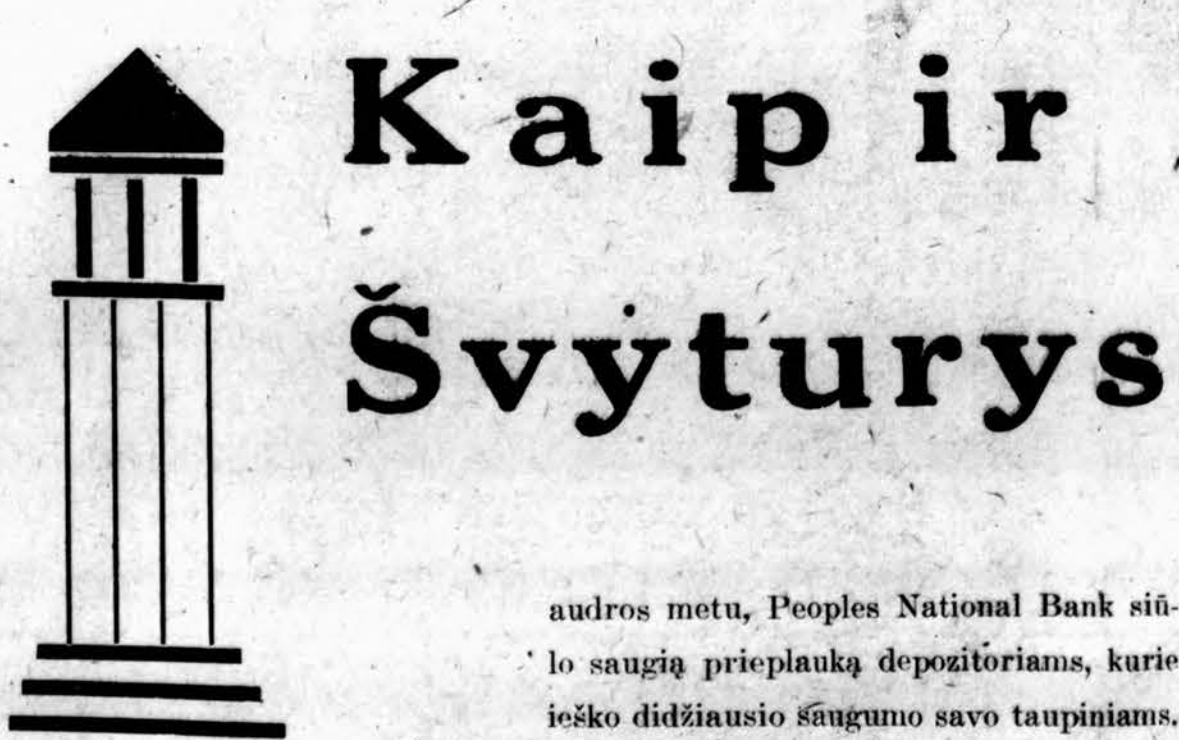 Kaip ir
Švyturys
audros metu, Peoples National Bank siū-
lo saugią prieplauką depozitoriams, kurie
ieško didžiausio saugumo savo taupiniams.